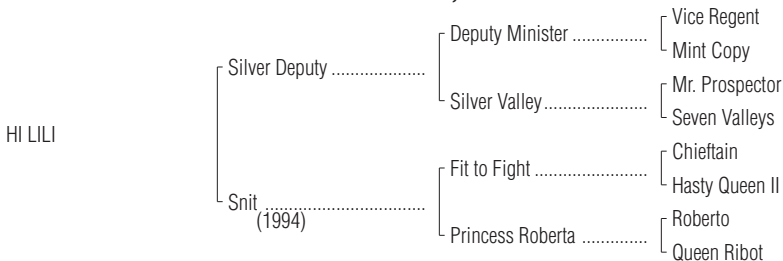 Vice Regent
Deputy Minister ................
Mint Copy
Silver Deputy ....................
Mr. Prospector
Silver Valley......................
Seven Valleys
HI LILI
Chieftain
Fit to Fight ........................
Hasty Queen II
Snit ..................................
(1994)
Roberto
Princess Roberta ..............
Queen Ribot